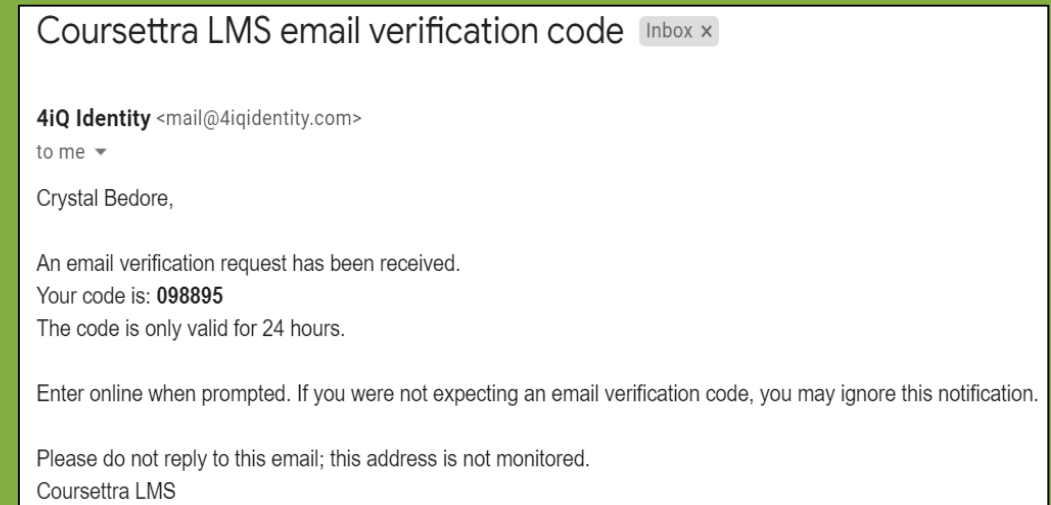 Coursettra LMS email verification code Inbox x
4iQ Identity <mail@4iqidentity.com>
to me
Crystal Bedore,
An email verification request has been received.
Your code is: 098895
The code is only valid for 24 hours.
Enter online when prompted. If you were not expecting an email verification code, you may ignore this notification.
Please do not reply to this email; this address is not monitored.
Coursettra LMS